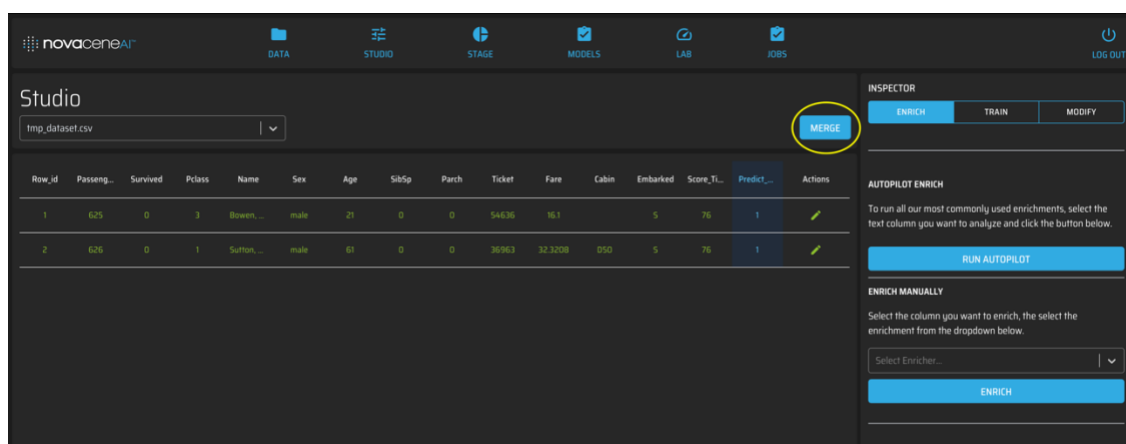 novaceneAI™
DATA
STUDIO
STAGE
MODELS
LAB
JOBS
LOG OUT
Studio
tmp_dataset.csv
MERGE
Row_id Passeng... Survived Pclass Name Sex Age SibSp Parch Ticket Fare Cabin Embarked Score_Ti... Predict_... Actions
1 625 0 3 Bowen, ... male 21 0 0 54636 16.1 S 76 1
2 626 0 1 Sutton, ... male 61 0 0 36963 32.3208 D50 S 76 1
INSPECTOR
ENRICH TRAIN MODIFY
AUTOPILOT ENRICH
To run all our most commonly used enrichments, select the
text column you want to analyze and click the button below.
RUN AUTOPILOT
ENRICH MANUALLY
Select the column you want to enrich, the select the
enrichment from the dropdown below.
Select Enricher...
ENRICH